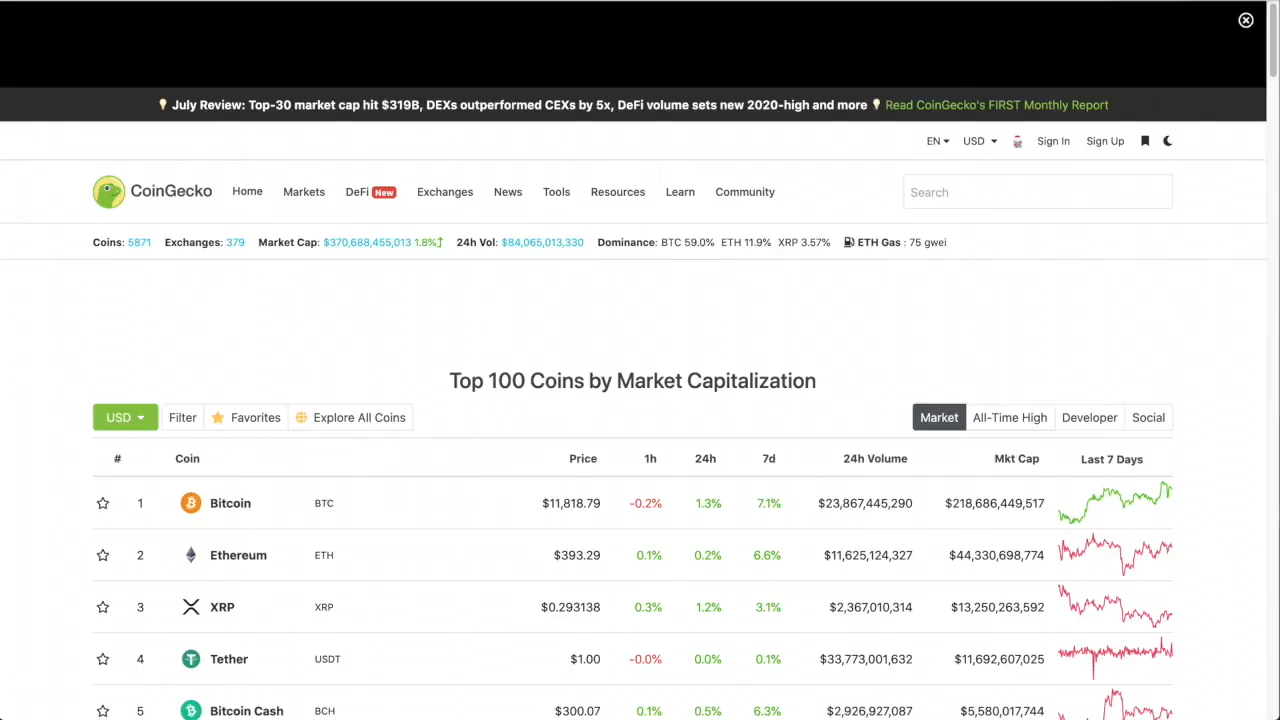 July Review: Top-30 market cap hit $319B, DEXs outperformed CEXs by 5x, DeFi volume sets new 2020-high and more Read CoinGecko's FIRST Monthly Report
EN USD Sign In Sign Up
CoinGecko Home Markets DeFi New Exchanges News Tools Resources Learn Community Search
Coins: 5871 Exchanges: 379 Market Cap: $370,688,455,013 1.8% 24h Vol: $84,065,013,330 Dominance: BTC 59.0% ETH 11.9% XRP 3.57% ETH Gas : 75 gwei
Top 100 Coins by Market Capitalization
USD Filter Favorites Explore All Coins Market All-Time High Developer Social
# Coin Price 1h 24h 7d 24h Volume Mkt Cap Last 7 Days
1 Bitcoin BTC $11,818.79 -0.2% 1.3% 7.1% $23,867,445,290 $218,686,449,517
2 Ethereum ETH $393.29 0.1% 0.2% 6.6% $11,625,124,327 $44,330,698,774
3 XRP XRP $0.293138 0.3% 1.2% 3.1% $2,367,010,314 $13,250,263,592
4 Tether USDT $1.00 -0.0% 0.0% 0.1% $33,773,001,632 $11,692,607,025
5 Bitcoin Cash BCH $300.07 0.1% 0.5% 6.3% $2,926,927,087 $5,580,017,744